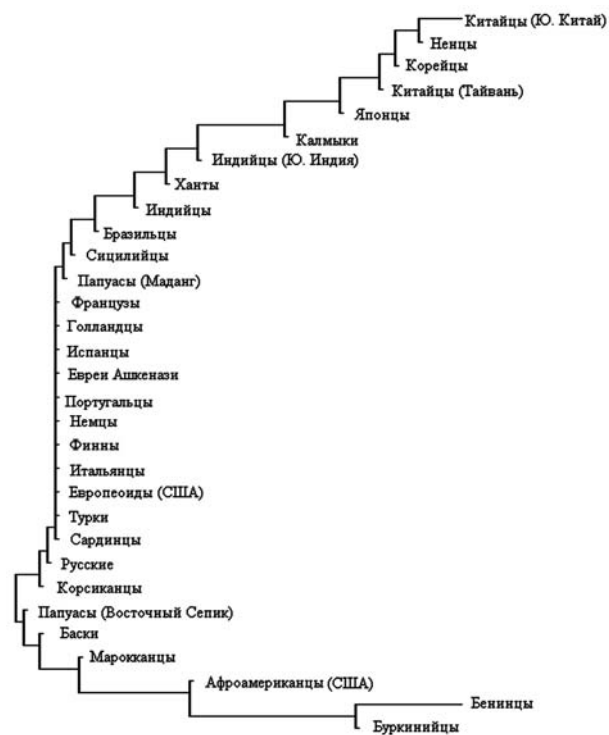 Китайцы (Ю. Китай)
Ненцы
Корейцы
Китайцы (Тайвань)
Японцы
Калмыки
Индийцы (Ю. Индия)
Ханты
Индийцы
Бразильцы
Сицилийцы
Папуасы (Маданг)
Французы
Голландцы
Испанцы
Евреи Ашкенази
Португальцы
Немцы
Финны
Итальянцы
Европеоиды (США)
Турки
Сардинцы
Русские
Корсиканцы
Папуасы (Восточный Сепик)
Баски
Марокканцы
Афроамериканцы (США)
Бенинцы
Буркинийцы